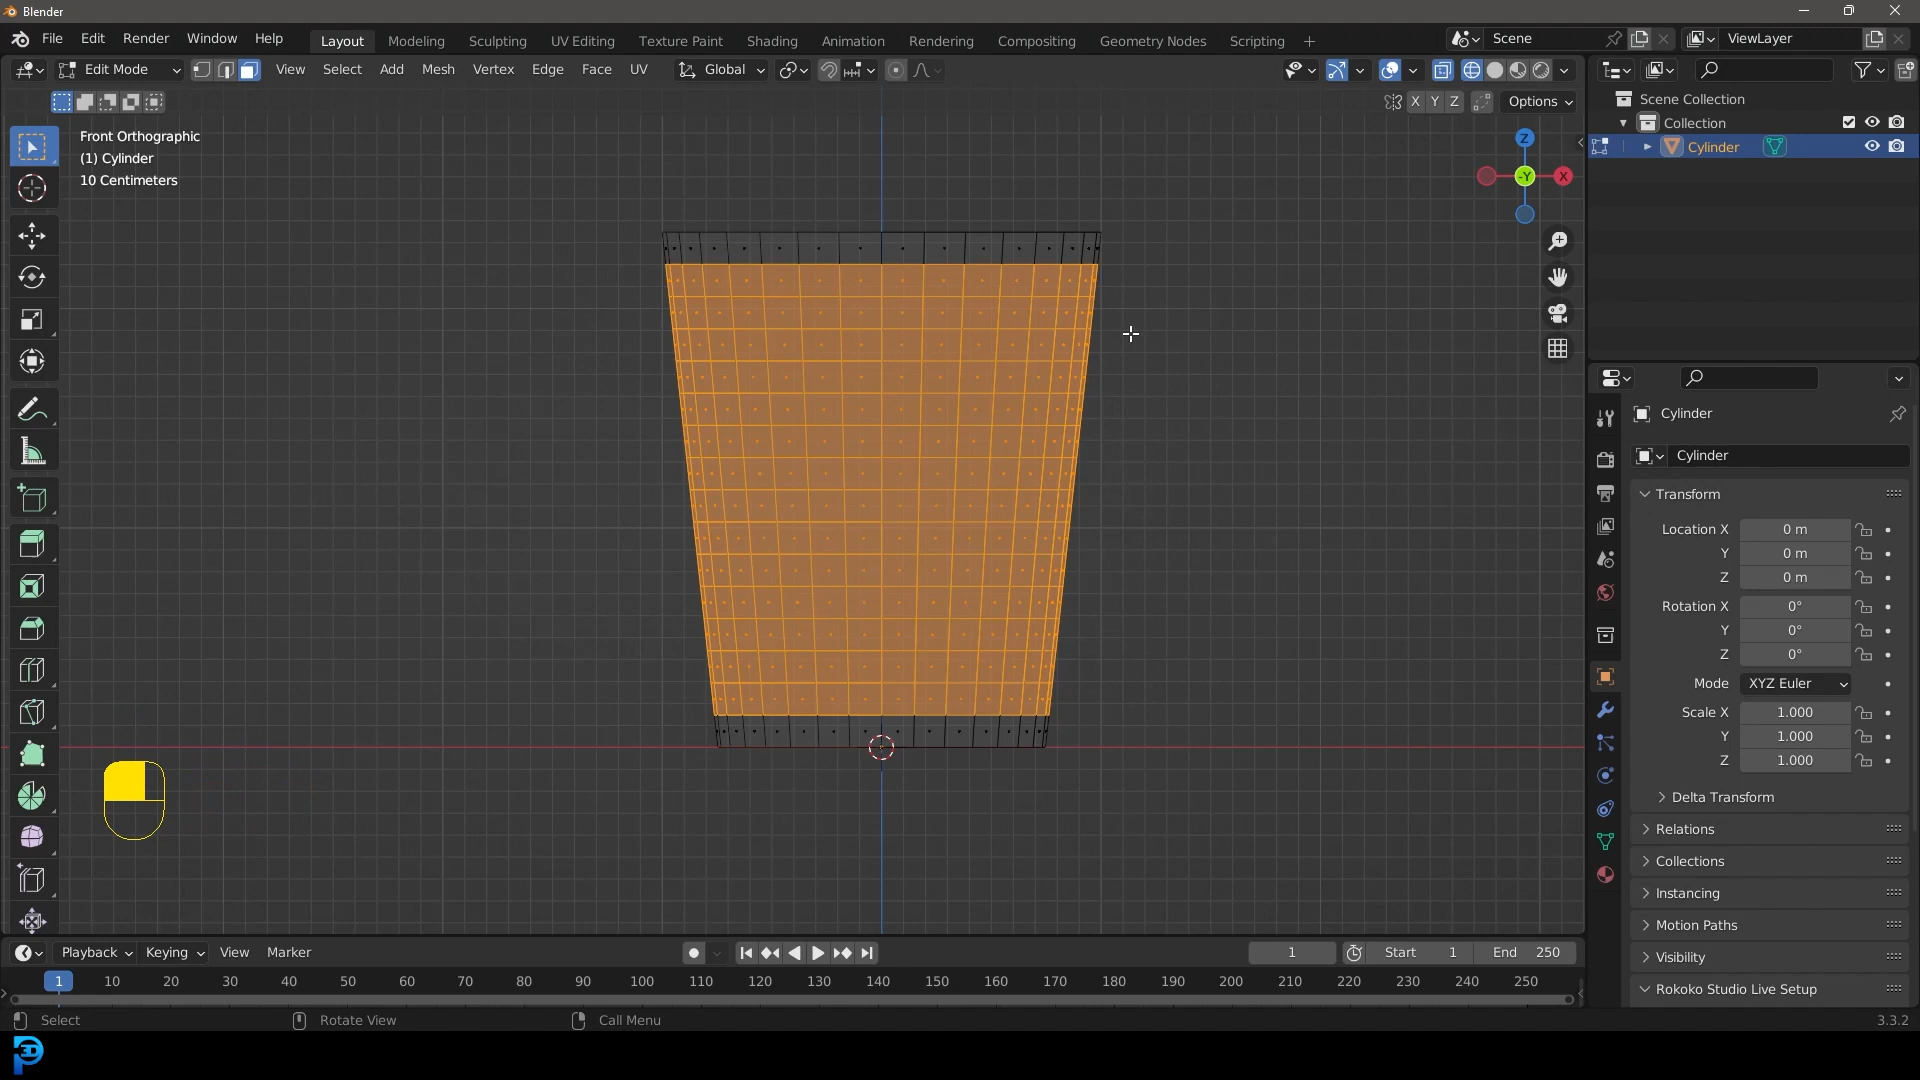 Blender
File Edit Render Window Help Layout Modeling Sculpting UV Editing Texture Paint Shading Animation Rendering Compositing Geometry Nodes Scripting + Scene ViewLayer
Edit Mode View Select Add Mesh Vertex Edge Face UV Global
X Y Z Options
Front Orthographic
(1) Cylinder
10 Centimeters
Z
-Y
X
Scene Collection
Collection
Cylinder
Cylinder
Cylinder
Transform
Location X 0 m
Y 0 m
Z 0 m
Rotation X 0°
Y 0°
Z 0°
Mode XYZ Euler
Scale X 1.000
Y 1.000
Z 1.000
Delta Transform
Relations
Collections
Instancing
Motion Paths
Visibility
Rokoko Studio Live Setup
Playback Keying View Marker 1 Start 1 End 250
1 10 20 30 40 50 60 70 80 90 100 110 120 130 140 150 160 170 180 190 200 210 220 230 240 250
Select Rotate View Call Menu 3.3.2
3D